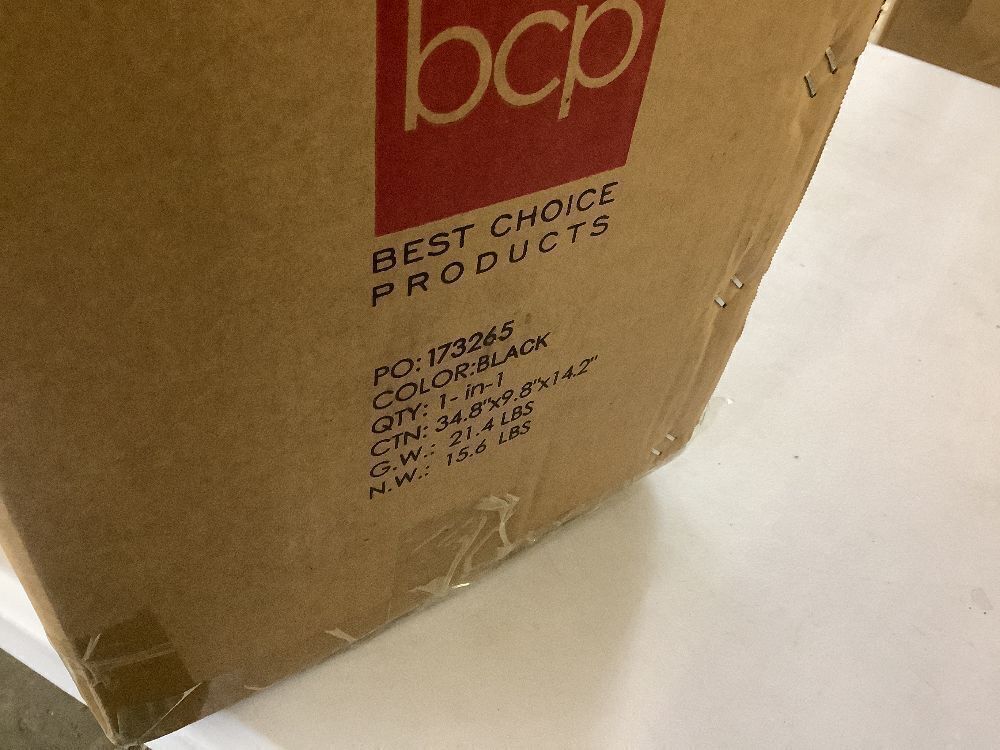 bcp
BEST CHOICE
PRODUCTS
PO: 173265
COLOR:BLACK
QTY: 1- in-1
CTN: 34.8"x9.8"x14.2"
G.W.: 21.4 LBS
N.W.: 15.6 LBS